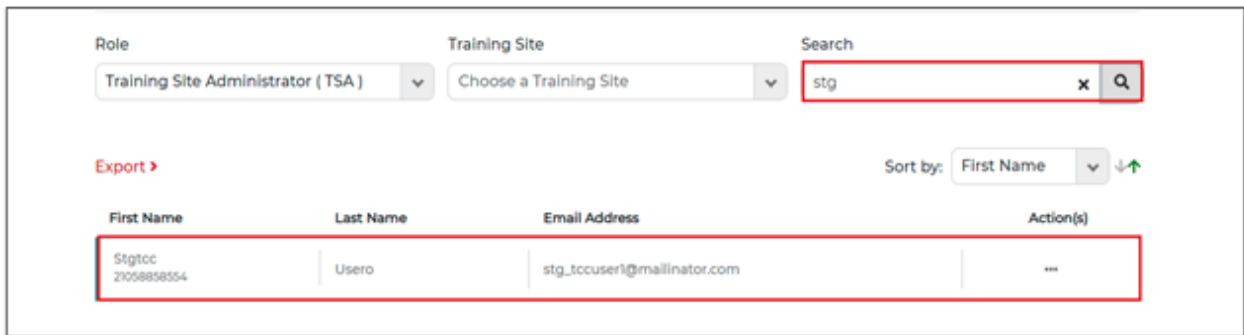 Role Training Site Search
Training Site Administrator ( TSA ) Choose a Training Site stg
Export Sort by: First Name
First Name Last Name Email Address Action(s)
Stgtcc
21058858554
Usero stg_tccuser1@mailinator.com